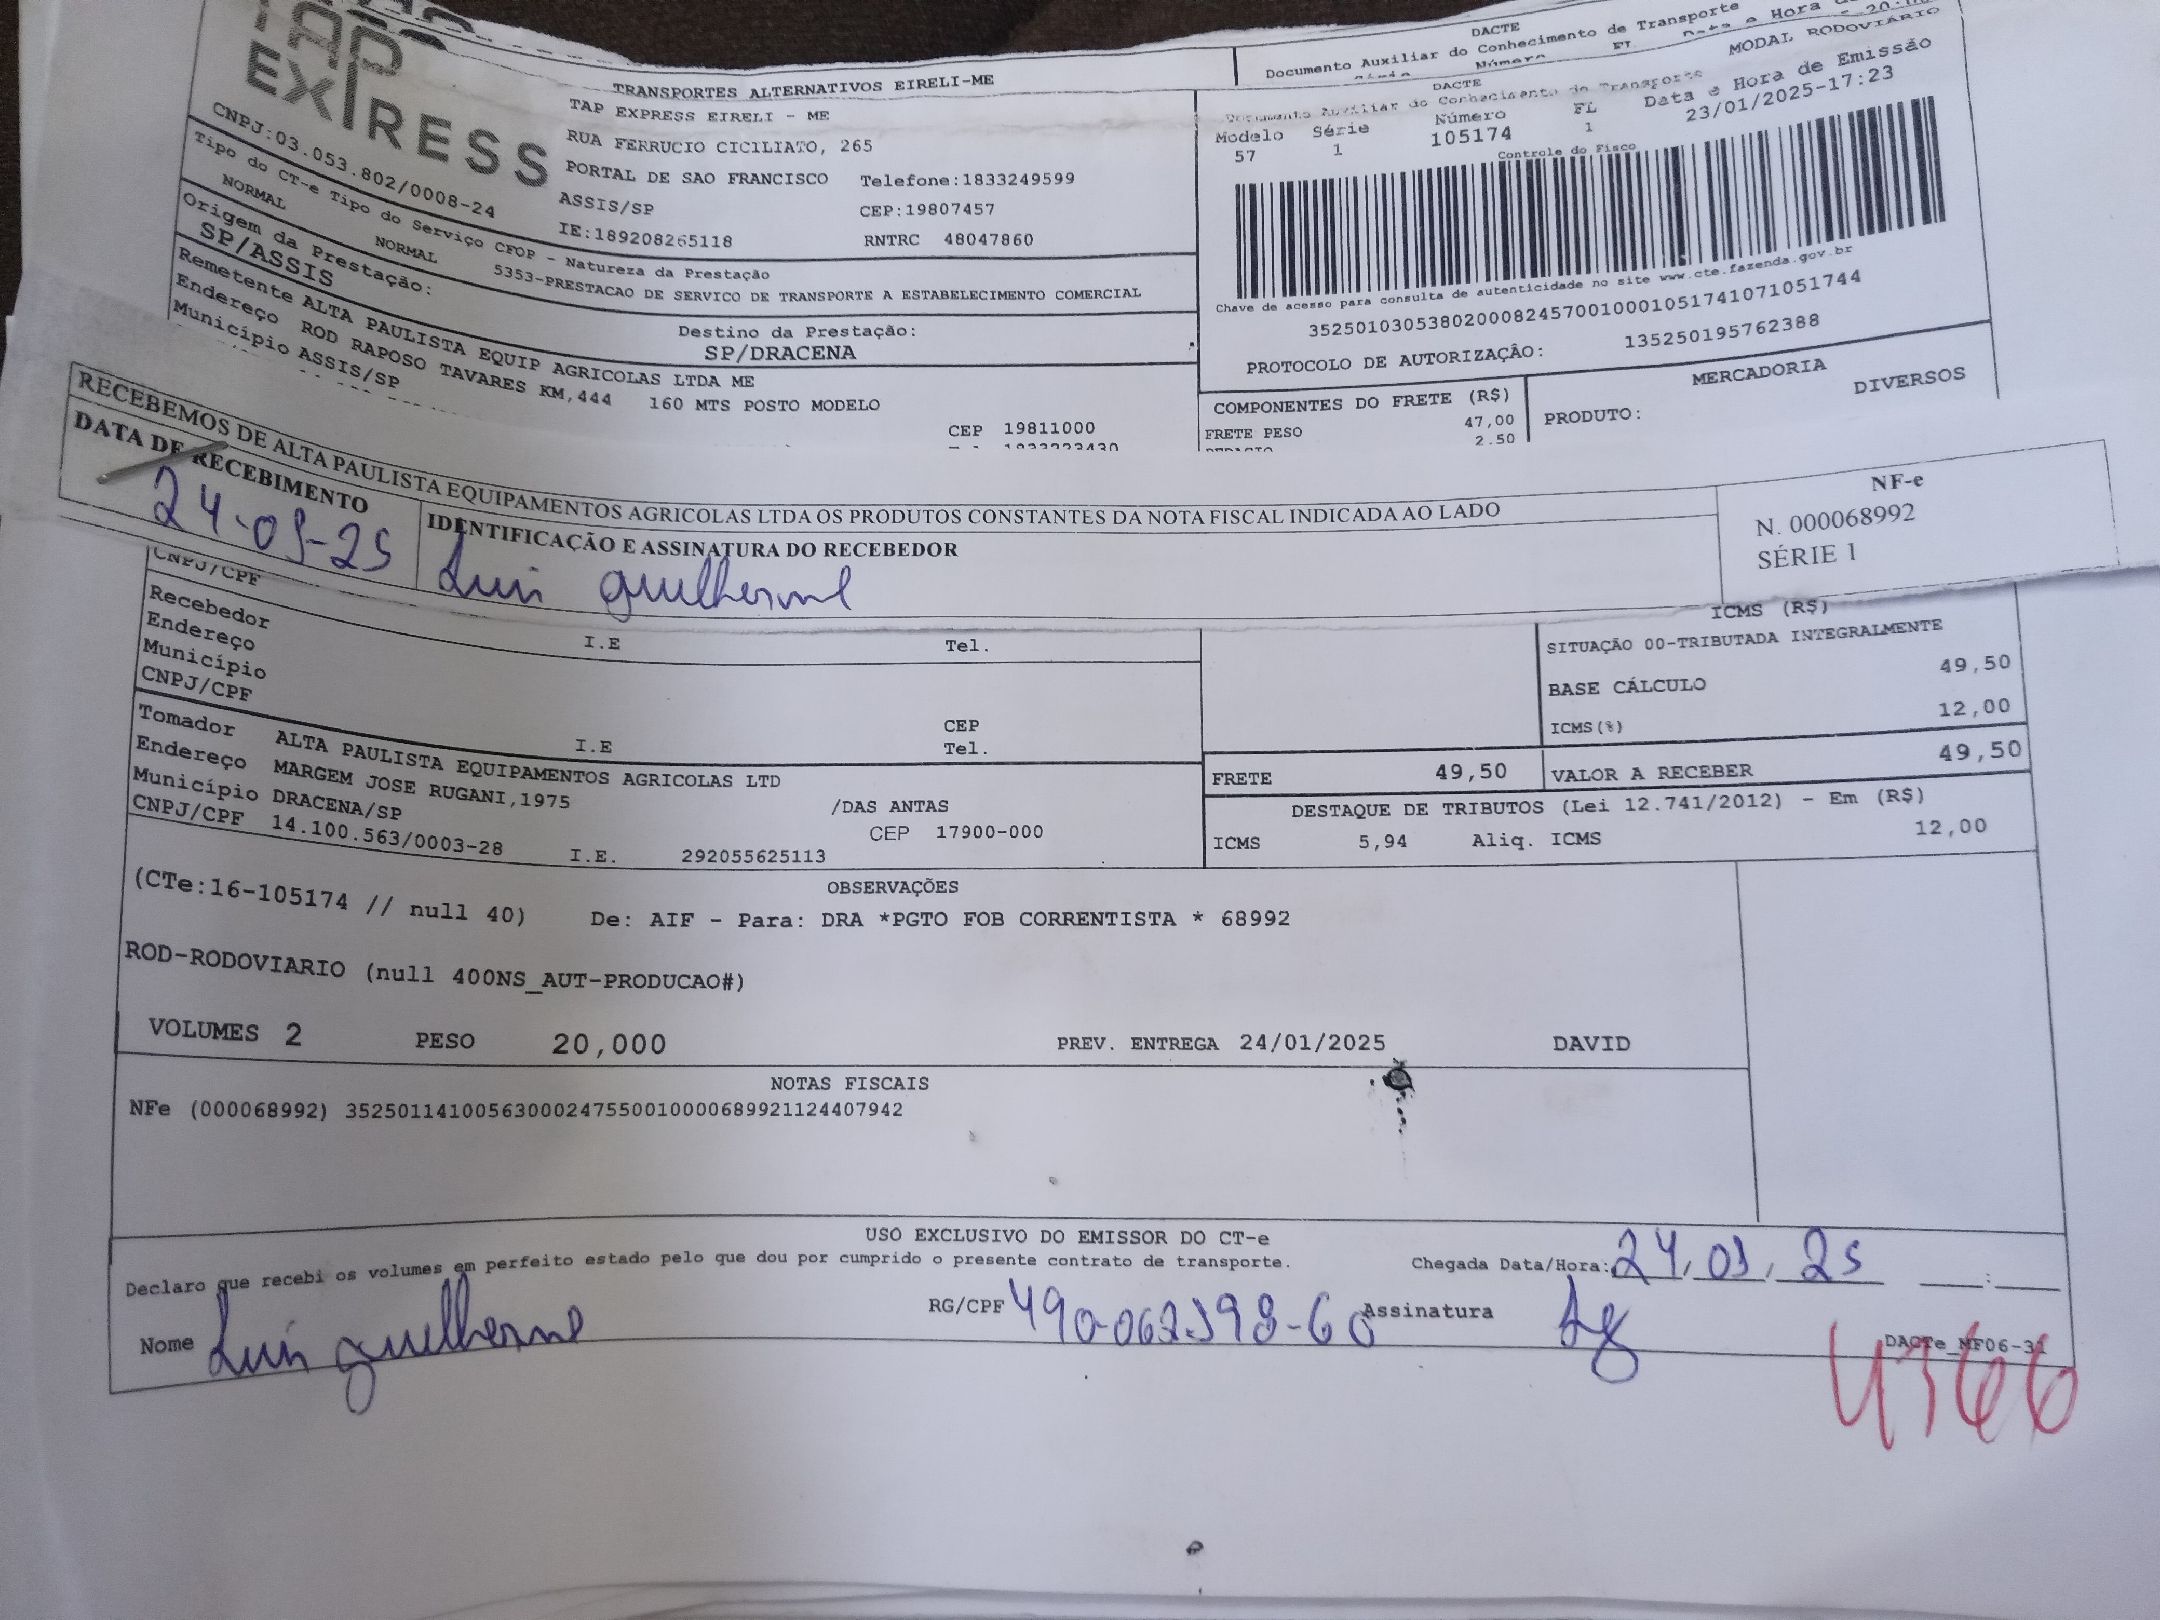 TAP
EXPRESS
CNPJ:03.053.802/0008-24
TRANSPORTES ALTERNATIVOS EIRELI-ME
TAP EXPRESS EIRELI - ME
RUA FERRUCIO CICILIATO, 265
PORTAL DE SAO FRANCISCO Telefone:1833249599
ASSIS/SP CEP:19807457
IE:189208265118 RNTRC 48047860
DACTE
Documento Auxiliar do Conhecimento de Transporte
Número
MODAL RODOVIÁRIO
DACTE
Documento Auxiliar do Conhecimento de Transporte
Modelo Série Número FL Data e Hora de Emissão
57 1 105174 1 23/01/2025-17:23
Controle do Fisco
Chave de acesso para consulta de autenticidade no site www.cte.fazenda.gov.br
35250103053802000824570010001051741071051744
PROTOCOLO DE AUTORIZAÇÃO: 135250195762388
Tipo do CT-e Tipo do Serviço CFOP - Natureza da Prestação
NORMAL NORMAL 5353-PRESTACAO DE SERVICO DE TRANSPORTE A ESTABELECIMENTO COMERCIAL
Origem da Prestação: Destino da Prestação:
SP/ASSIS SP/DRACENA
Remetente ALTA PAULISTA EQUIP AGRICOLAS LTDA ME
Endereço ROD RAPOSO TAVARES KM,444 160 MTS POSTO MODELO
Município ASSIS/SP CEP 19811000
COMPONENTES DO FRETE (R$)
FRETE PESO 47,00
2.50
MERCADORIA
PRODUTO: DIVERSOS
RECEBEMOS DE ALTA PAULISTA EQUIPAMENTOS AGRICOLAS LTDA OS PRODUTOS CONSTANTES DA NOTA FISCAL INDICADA AO LADO
DATA DE RECEBIMENTO IDENTIFICAÇÃO E ASSINATURA DO RECEBEDOR
24-01-25 Luis guilherme
NF-e
N. 000068992
SÉRIE 1
CNPJ/CPF I.E Tel.
Recebedor
Endereço
Município CEP
CNPJ/CPF I.E Tel.
Tomador ALTA PAULISTA EQUIPAMENTOS AGRICOLAS LTD
Endereço MARGEM JOSE RUGANI,1975 /DAS ANTAS
Município DRACENA/SP CEP 17900-000
CNPJ/CPF 14.100.563/0003-28 I.E. 292055625113
ICMS (R$)
SITUAÇÃO 00-TRIBUTADA INTEGRALMENTE
BASE CÁLCULO 49,50
ICMS(%) 12,00
FRETE 49,50 VALOR A RECEBER 49,50
DESTAQUE DE TRIBUTOS (Lei 12.741/2012) - Em (R$)
ICMS 5,94 Aliq. ICMS 12,00
OBSERVAÇÕES
(CTe:16-105174 // null 40) De: AIF - Para: DRA *PGTO FOB CORRENTISTA * 68992
ROD-RODOVIARIO (null 400NS_AUT-PRODUCAO#)
VOLUMES 2 PESO 20,000 PREV. ENTREGA 24/01/2025 DAVID
NOTAS FISCAIS
NFe (000068992) 35250114100563000247550010000689921124407942
USO EXCLUSIVO DO EMISSOR DO CT-e
Declaro que recebi os volumes em perfeito estado pelo que dou por cumprido o presente contrato de transporte. Chegada Data/Hora: 24, 01, 25 :
Nome Luis guilherme RG/CPF Assinatura
DACTe_MF06-31